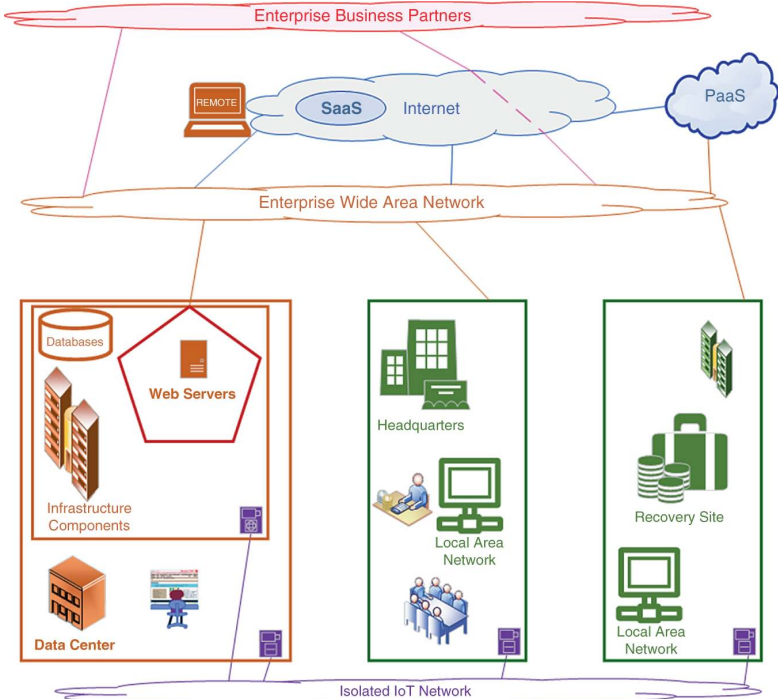 Enterprise Business Partners
REMOTE
SaaS
Internet
PaaS
Enterprise Wide Area Network
Databases
Web Servers
Infrastructure
Components
Data Center
Headquarters
Local Area
Network
Recovery Site
Local Area
Network
Isolated IoT Network